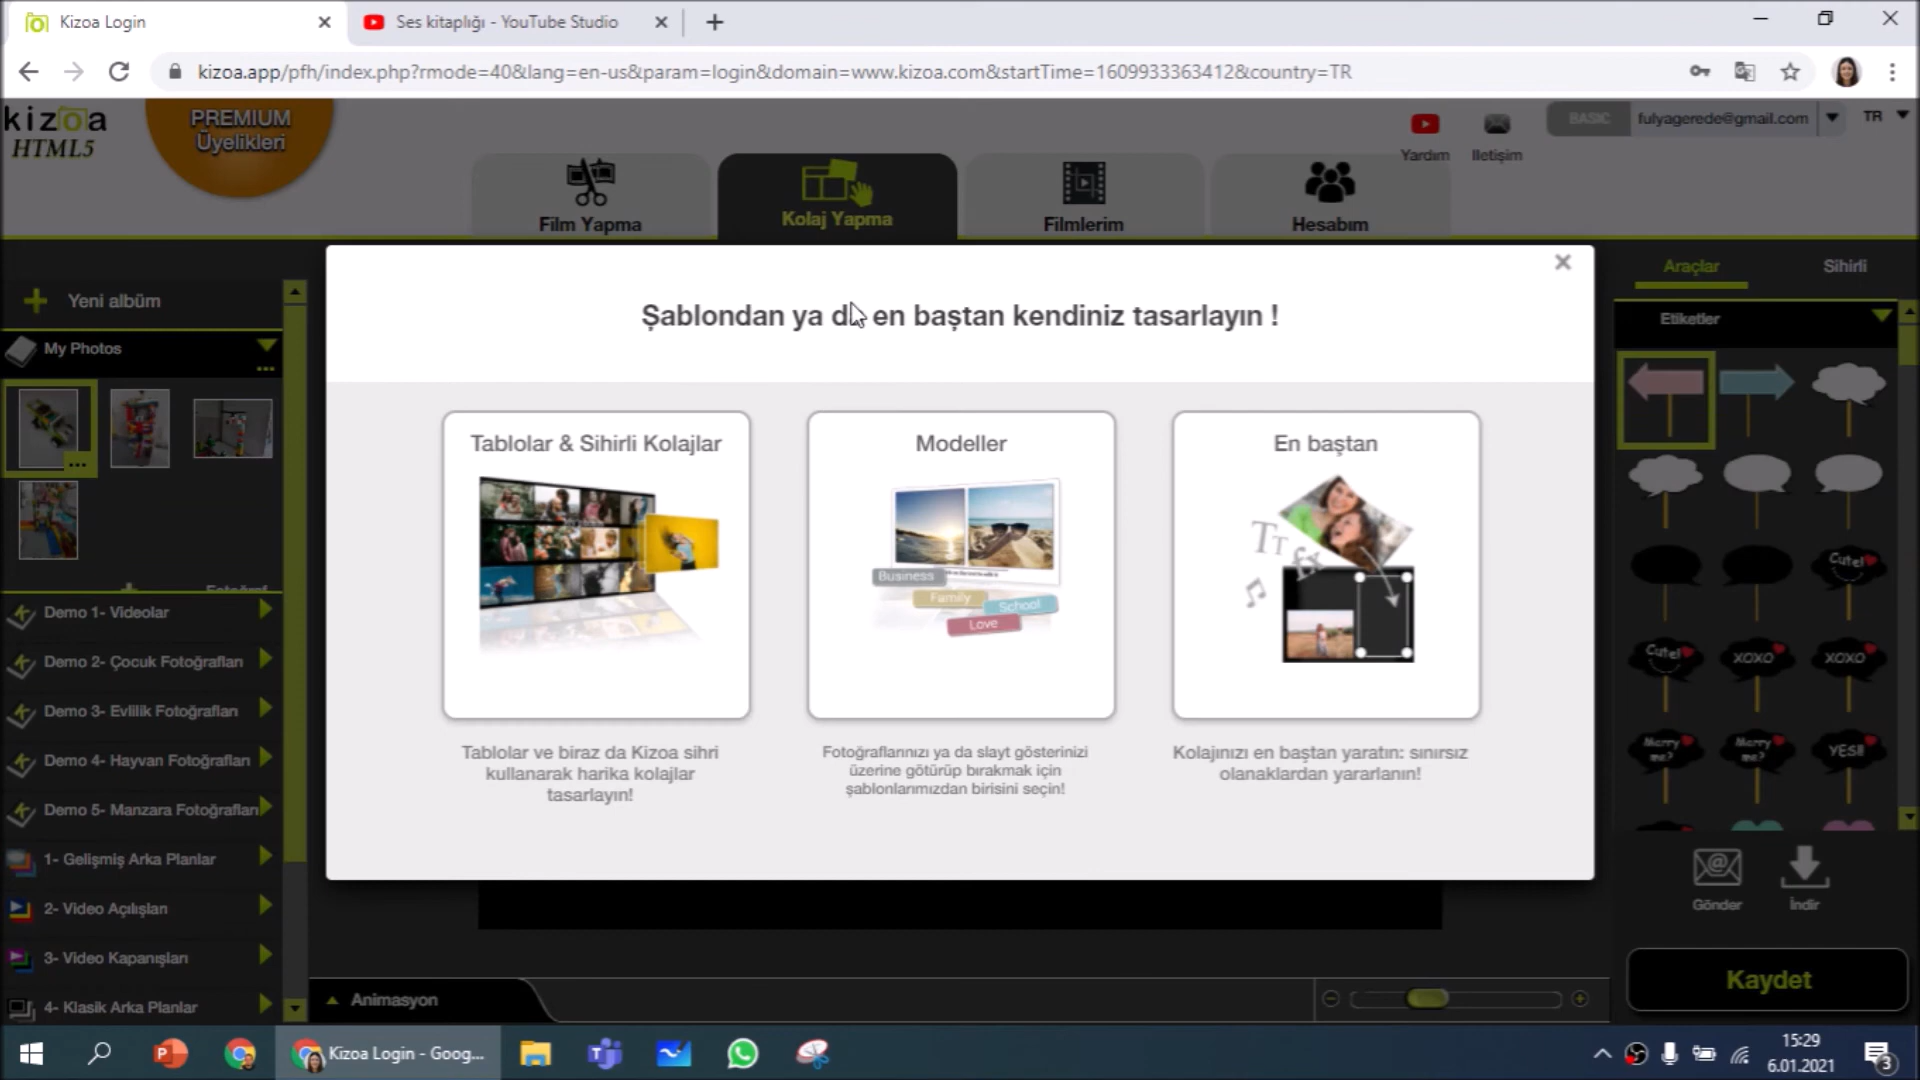 Kizoa Login
Ses kitaplığı - YouTube Studio
kizoa.app/pfh/index.php?rmode=40&lang=en-us&param=login&domain=www.kizoa.com&startTime=1609933363412&country=TR
kizoa
HTML5
PREMIUM
Üyelikleri
Film Yapma
Kolaj Yapma
Filmlerim
Hesabım
Yardım
Iletişim
BASIC
fulyagerede@gmail.com
TR
Yeni albüm
My Photos
Demo 1- Videolar
Demo 2- Çocuk Fotoğrafları
Demo 3- Evlilik Fotoğrafları
Demo 4- Hayvan Fotoğrafları
Demo 5- Manzara Fotoğrafları
1- Gelişmiş Arka Planlar
2- Video Açılışları
3- Video Kapanışları
4- Klasik Arka Planlar
Şablondan ya da en baştan kendiniz tasarlayın !
Tablolar & Sihirli Kolajlar
Tablolar ve biraz da Kizoa sihri
kullanarak harika kolajlar
tasarlayın!
Modeller
Business
Family
School
Love
Fotoğraflarınızı ya da slayt gösterinizi
üzerine götürüp bırakmak için
şablonlarımızdan birisini seçin!
En baştan
Kolajınızı en baştan yaratın: sınırsız
olanaklardan yararlanın!
Araçlar
Sihirli
Etiketler
Cute!
Cute!
XOXO
XOXO
Marry me?
Marry me?
YES!!
Gönder
İndir
Kaydet
Animasyon
Kizoa Login - Goog...
15:29
6.01.2021
3